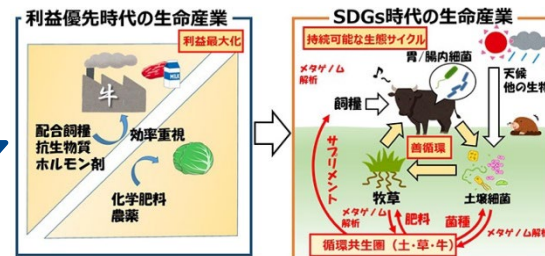 利益優先時代の生命産業
利益最大化
牛
配合飼糧
抗生物質
ホルモン剤
効率重視
化学肥料
農薬
SDGs時代の生命産業
持続可能な生態サイクル
胃/腸内細菌
メタゲノム
解析
飼糧
天候
他の生物
サプリメント
善循環
牧草
土壌細菌
メタゲノム
解析
肥料
菌種
メタゲノム解析
循環共生圏（土・草・牛）